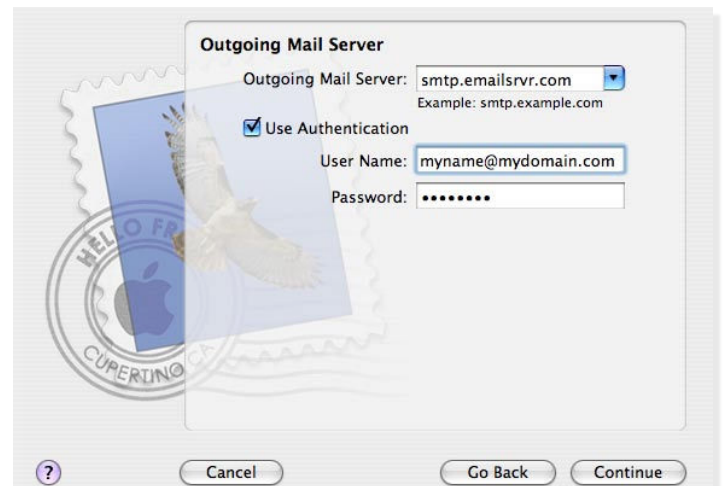 Outgoing Mail Server
Outgoing Mail Server: smtp.emailsrvr.com
Example: smtp.example.com
Use Authentication
User Name: myname@mydomain.com
Password: ••••••••
HELLO FR
CUPERTINO CA
? Cancel Go Back Continue